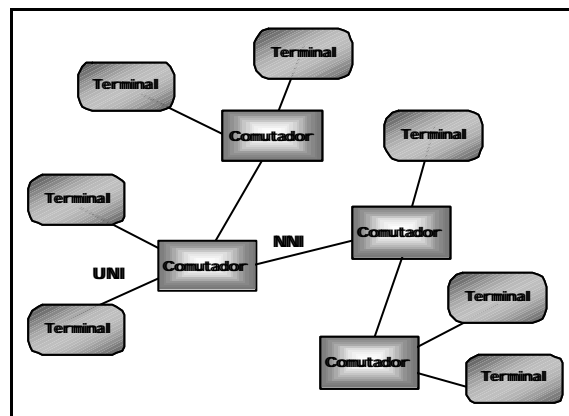 Terminal
Terminal
Comutador
Terminal
Terminal
NNI
Comutador
Comutador
UNI
Terminal
Terminal
Comutador
Terminal